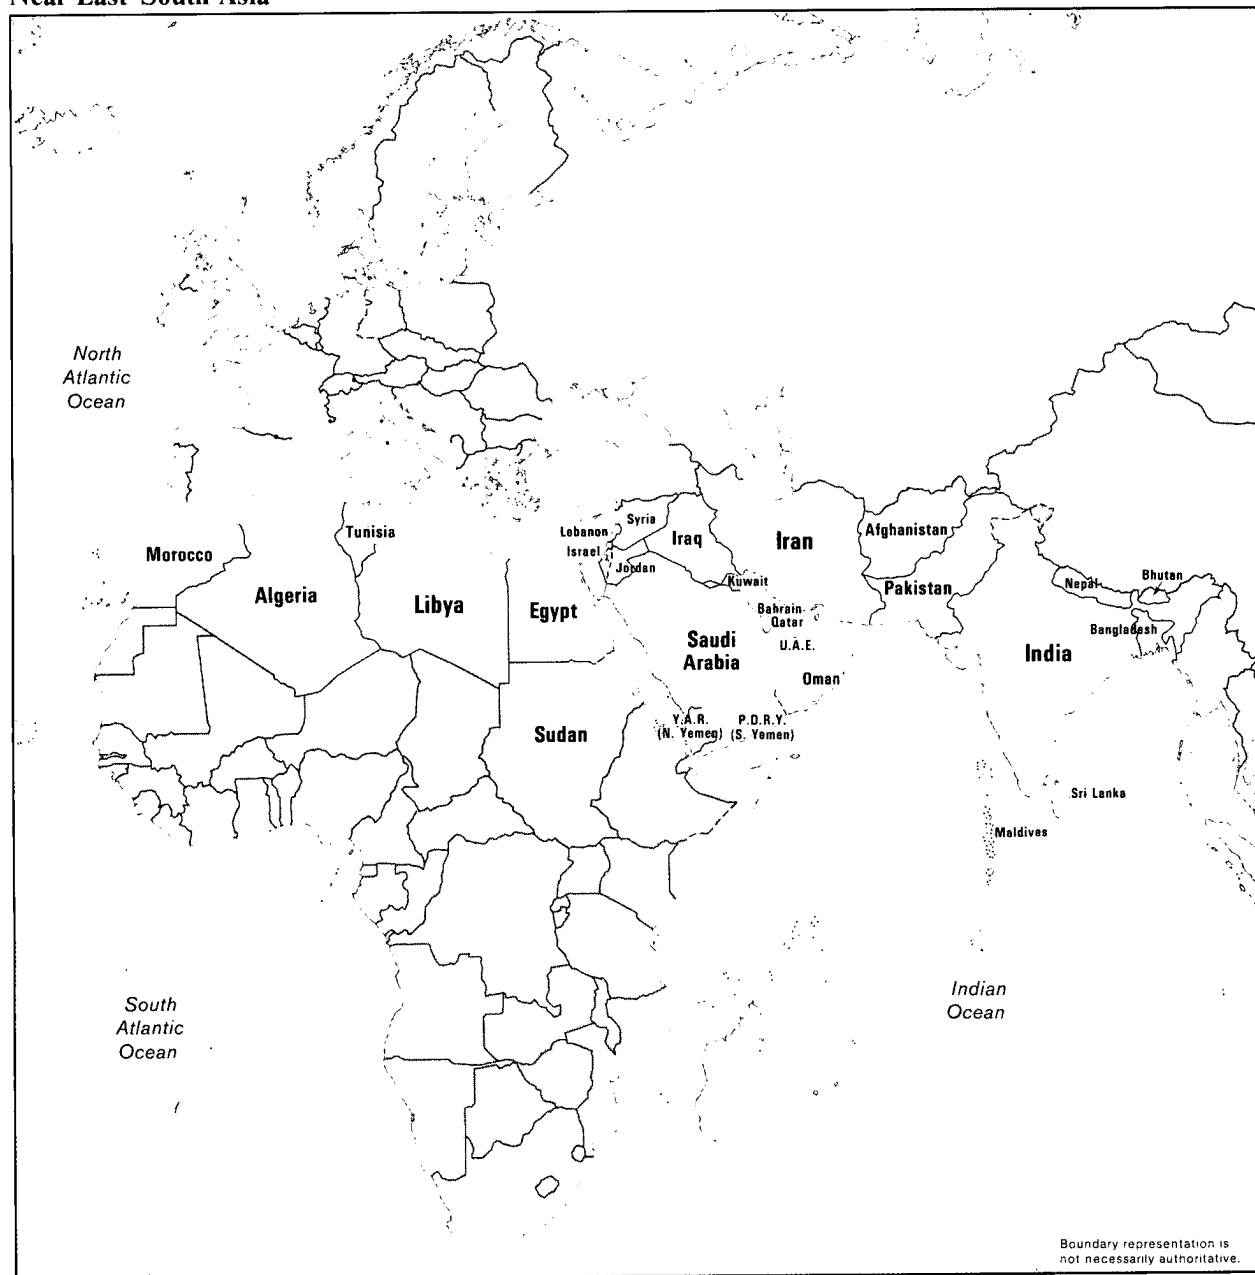 Near East South Asia
North
Atlantic
Ocean
Morocco
Tunisia
Algeria
Libya
Egypt
Lebanon
Israel
Syria
Jordan
Iraq
Kuwait
Iran
Afghanistan
Pakistan
Nepal
Bhutan
Bangladesh
India
Bahrain
Qatar
U.A.E.
Saudi
Arabia
Oman
Y.A.R.
(N. Yemen)
P.D.R.Y.
(S. Yemen)
Sudan
Sri Lanka
Maldives
South
Atlantic
Ocean
Indian
Ocean
Boundary representation is
not necessarily authoritative.